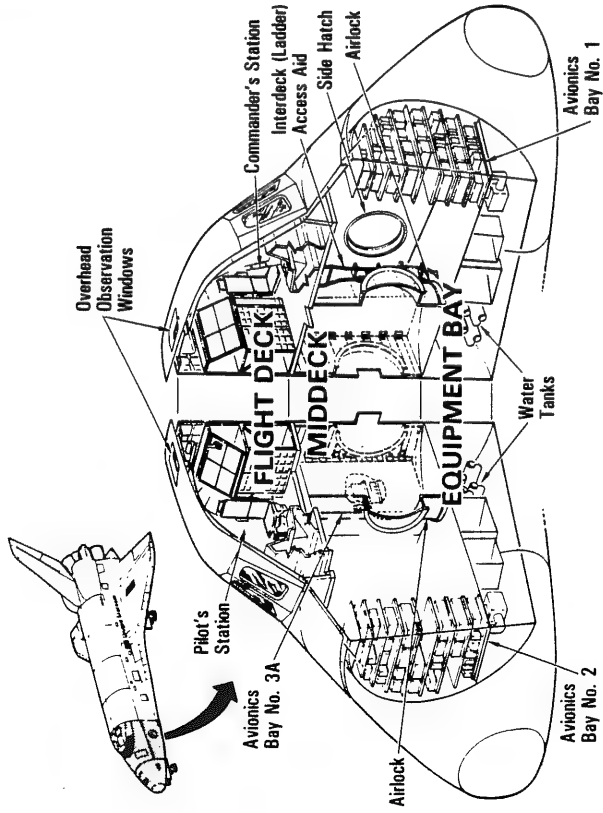 Overhead
Observation
Windows
Commander's Station
Interdeck (Ladder)
Access Aid
Side Hatch
Airlock
Pilot's
Station
Avionics
Bay No. 3A
FLIGHT DECK
MIDDECK
EQUIPMENT BAY
Airlock
Water
Tanks
Avionics
Bay No. 2
Avionics
Bay No. 1